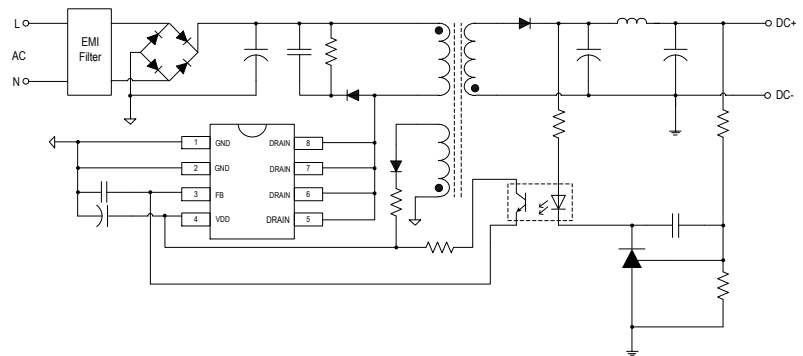 L
EMI
Filter
AC
N
DC+
DC-
1 GND DRAIN 8
2 GND DRAIN 7
3 FB DRAIN 6
4 VDD DRAIN 5